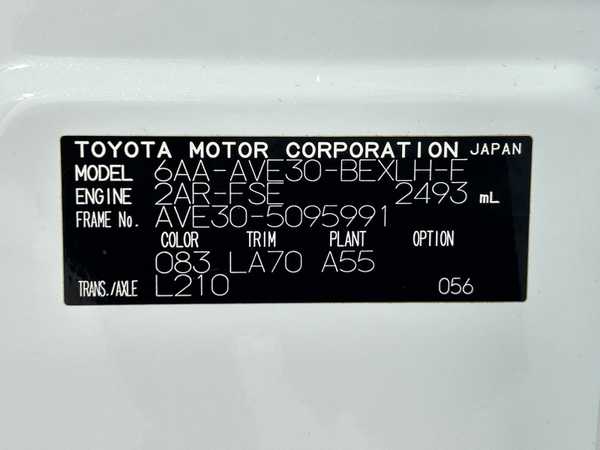 TOYOTA MOTOR CORPORATION JAPAN
MODEL 6AA-AVE30-BEXLH-F
ENGINE 2AR-FSE 2493 mL
FRAME No. AVE30-5095991
COLOR TRIM PLANT OPTION
083 LA70 A55
TRANS./AXLE L210 056